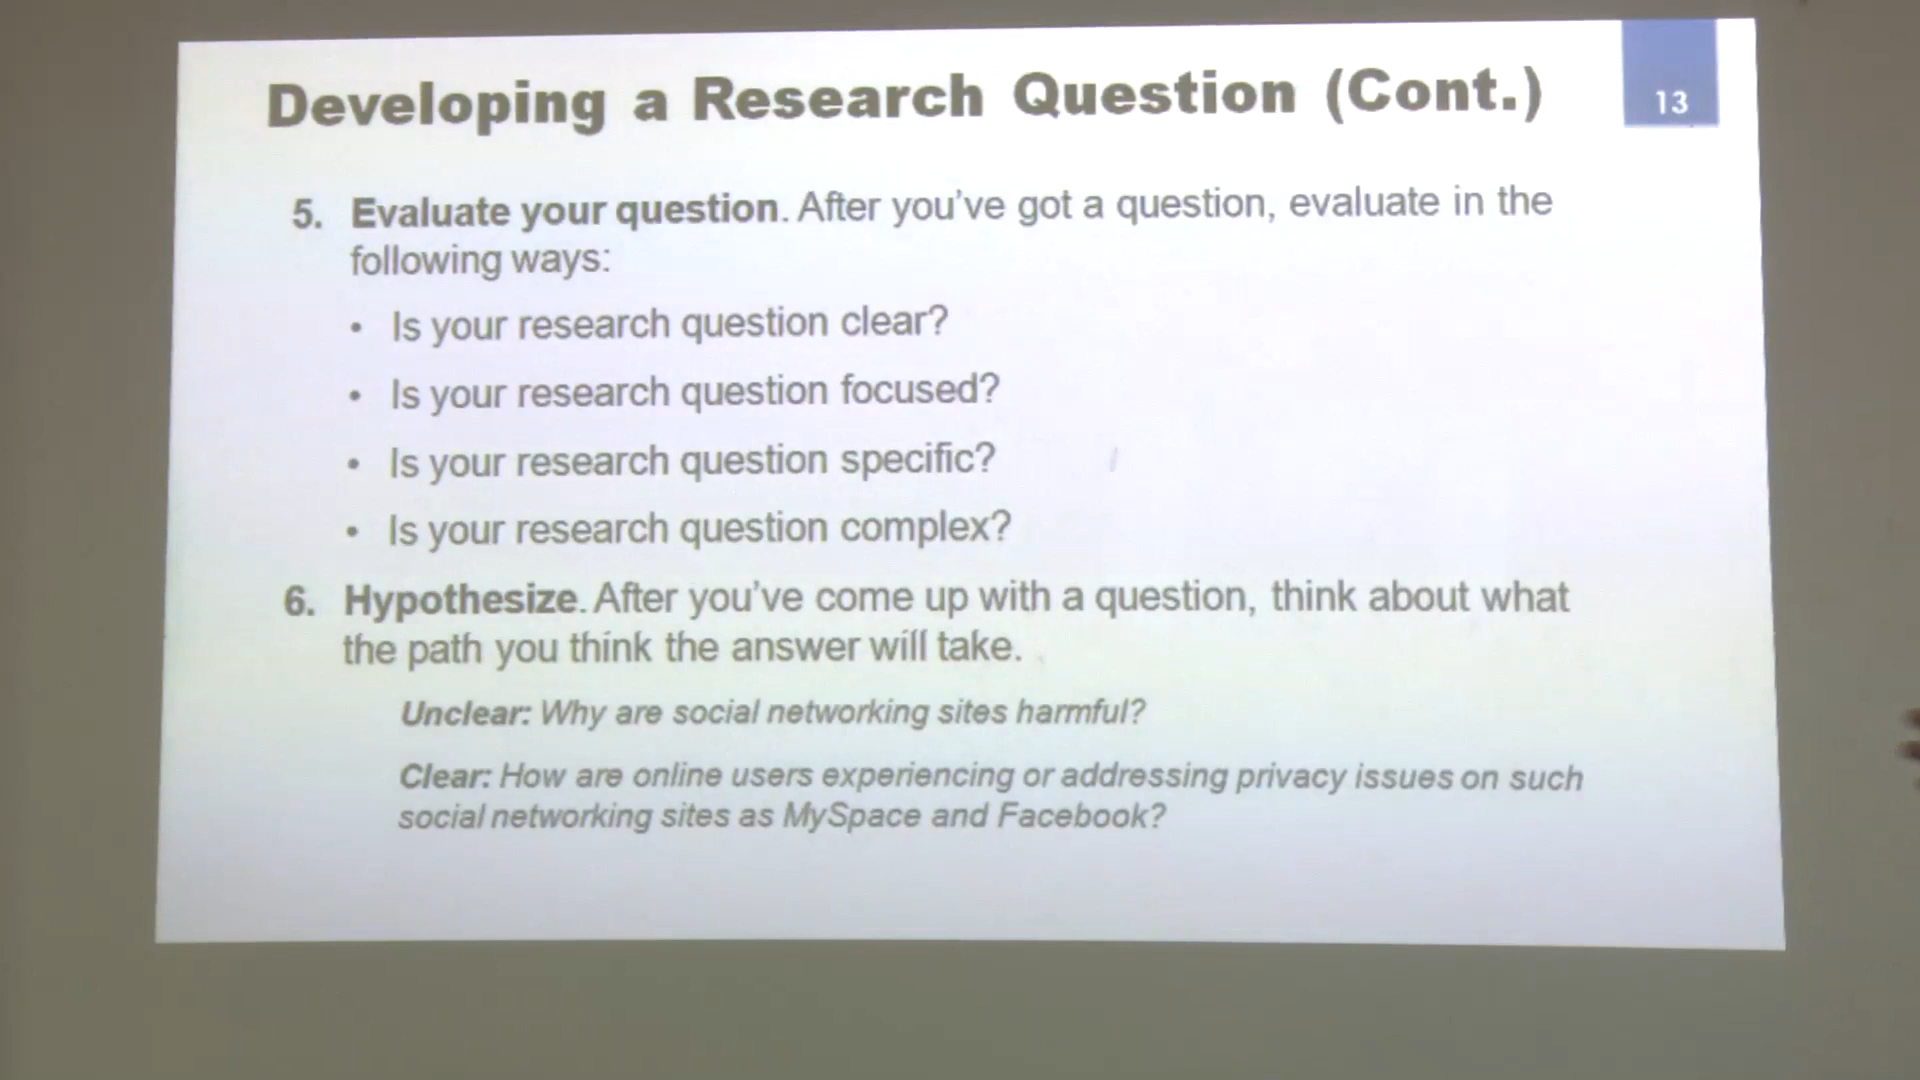 Developing a Research Question (Cont.)
13
5. Evaluate your question. After you've got a question, evaluate in the
following ways:
• Is your research question clear?
• Is your research question focused?
• Is your research question specific?
• Is your research question complex?
6. Hypothesize. After you've come up with a question, think about what
the path you think the answer will take.
Unclear: Why are social networking sites harmful?
Clear: How are online users experiencing or addressing privacy issues on such
social networking sites as MySpace and Facebook?